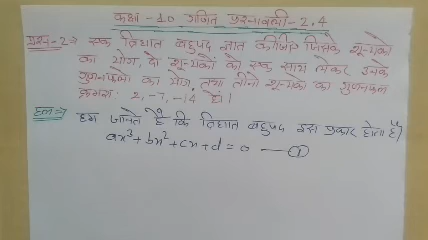 कक्षा - 10 गणित प्रश्नावली - 2.4
प्रश्न-2 ⇒ एक त्रिघात बहुपद ज्ञात कीजिए जिसके शून्यकों
का योग, दो शून्यकों को एक साथ लेकर उनके
गुणनफलों का योग, तथा तीनों शून्यकों का गुणनफल
क्रमशः 2, -7, -14 हों।
हल ⇒ हम जानते है कि त्रिघात बहुपद इस प्रकार होता है।
ax³ + bx² + cx + d = 0 — ①